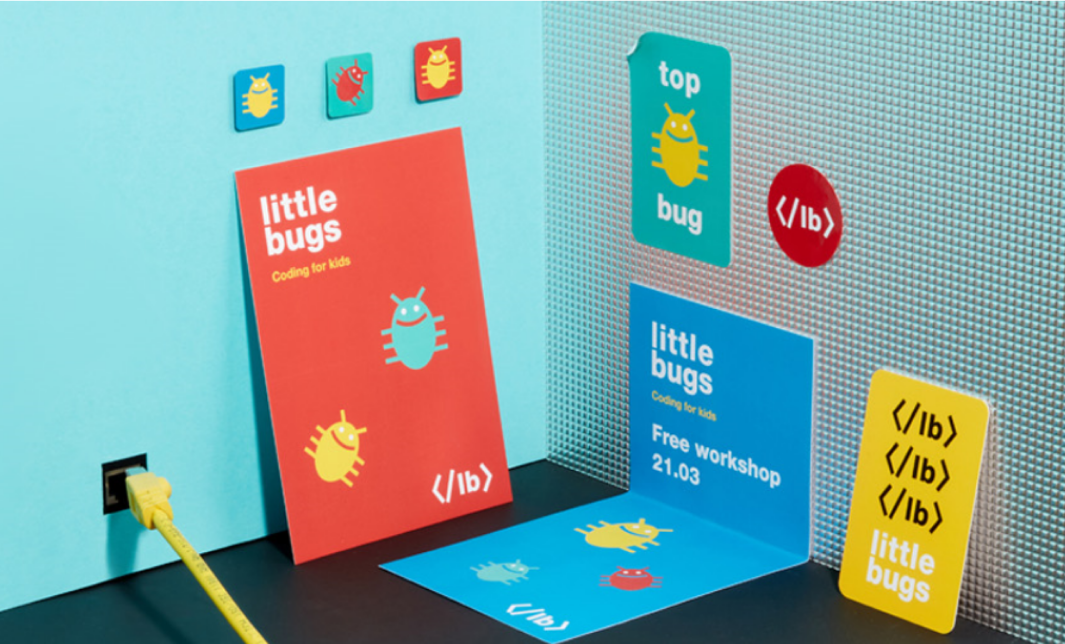 little
bugs
Coding for kids
</lb>
top
bug
</lb>
little
bugs
Coding for kids
Free workshop
21.03
</lb>
</lb>
</lb>
</lb>
little
bugs